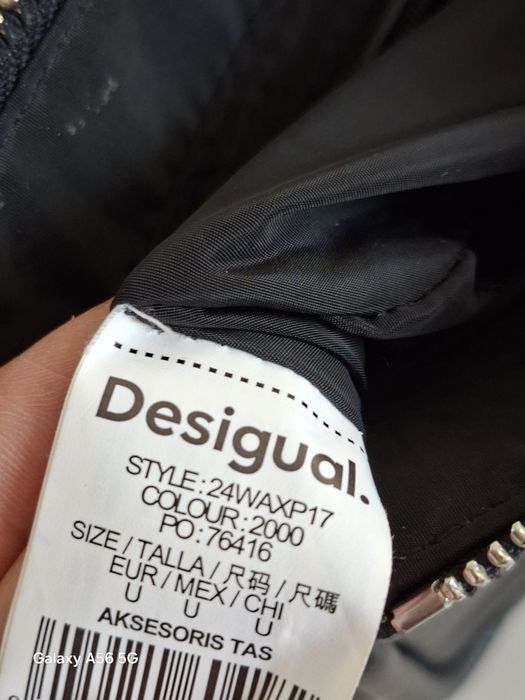 Desigual.
STYLE:24WAXP17
COLOUR:2000
PO:76416
SIZE/TALLA/尺码/尺碼
EUR/MEX/CHI
U U U
AKSESORIS TAS
Galaxy A56 5G